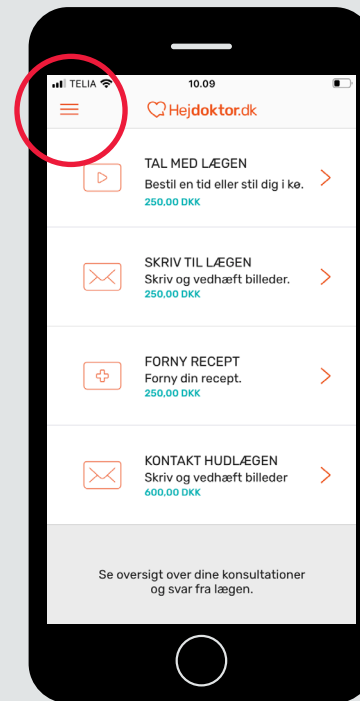 TELIA
10.09
Hejdoktor.dk
TAL MED LÆGEN
Bestil en tid eller stil dig i kø.
250,00 DKK
SKRIV TIL LÆGEN
Skriv og vedhæft billeder.
250,00 DKK
FORNY RECEPT
Forny din recept.
250,00 DKK
KONTAKT HUDLÆGEN
Skriv og vedhæft billeder
600,00 DKK
Se oversigt over dine konsultationer
og svar fra lægen.